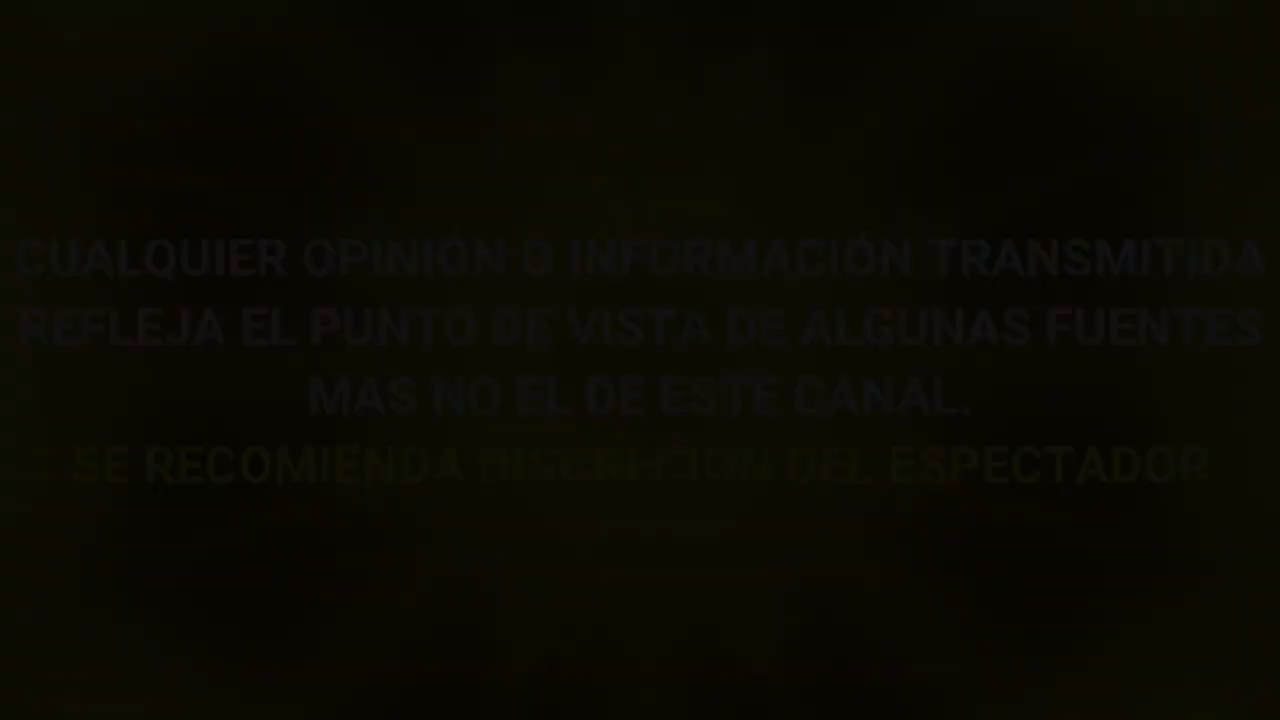 CUALQUIER OPINIÓN O INFORMACIÓN TRANSMITIDA
REFLEJA EL PUNTO DE VISTA DE ALGUNAS FUENTES
MAS NO EL DE ESTE CANAL.
SE RECOMIENDA DISCRECIÓN DEL ESPECTADOR